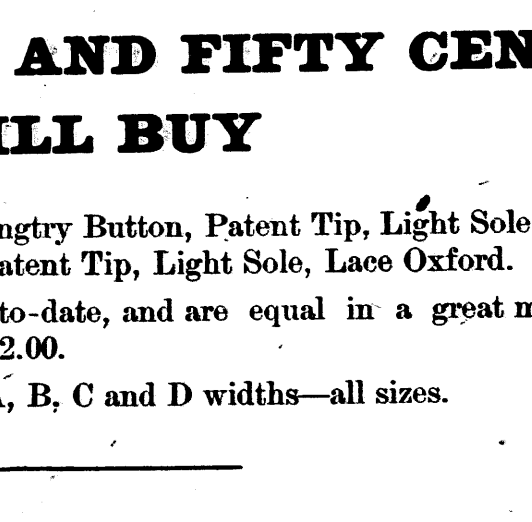 AND FIFTY CEN
ILL BUY
ngtry Button, Patent Tip, Light Sole
atent Tip, Light Sole, Lace Oxford.
to-date, and are equal in a great m
2.00.
A, B, C and D widths—all sizes.